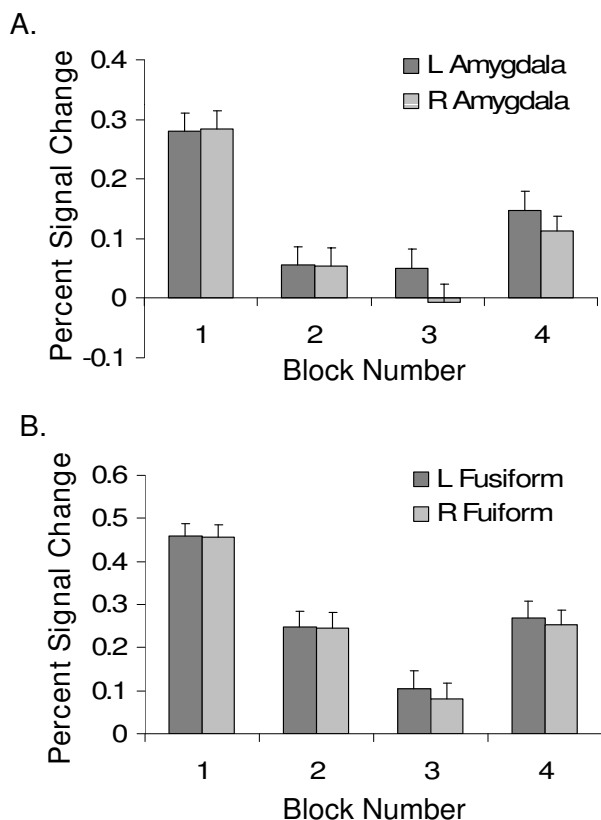 A.
Percent Signal Change
0.4
0.3
0.2
0.1
0
-0.1
L Amygdala
R Amygdala
1 2 3 4
Block Number
B.
Percent Signal Change
0.6
0.5
0.4
0.3
0.2
0.1
0
L Fusiform
R Fuiform
1 2 3 4
Block Number